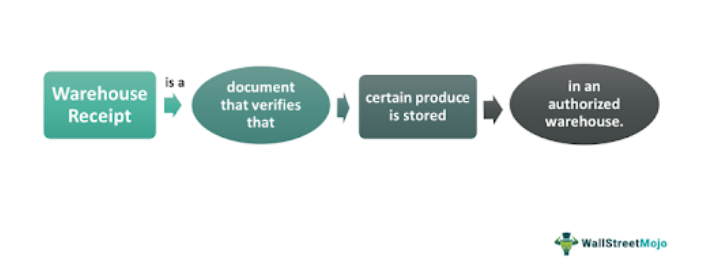 Warehouse
Receipt
is a
document
that verifies
that
certain produce
is stored
in an
authorized
warehouse.
WallStreetMojo